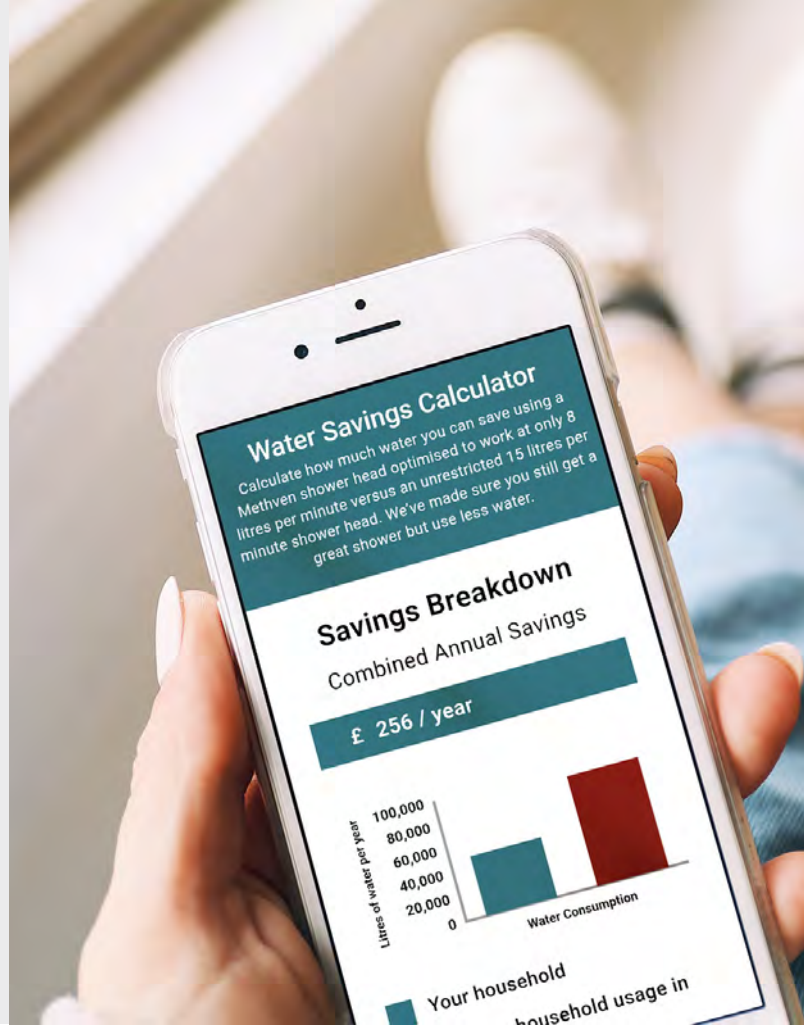 Water Savings Calculator
Calculate how much water you can save using a
Methven shower head optimised to work at only 8
litres per minute versus an unrestricted 15 litres per
minute shower head. We've made sure you still get a
great shower but use less water.
Savings Breakdown
Combined Annual Savings
£ 256 / year
Litres of water per year
100,000
80,000
60,000
40,000
20,000
0
Water Consumption
Your household
household usage in